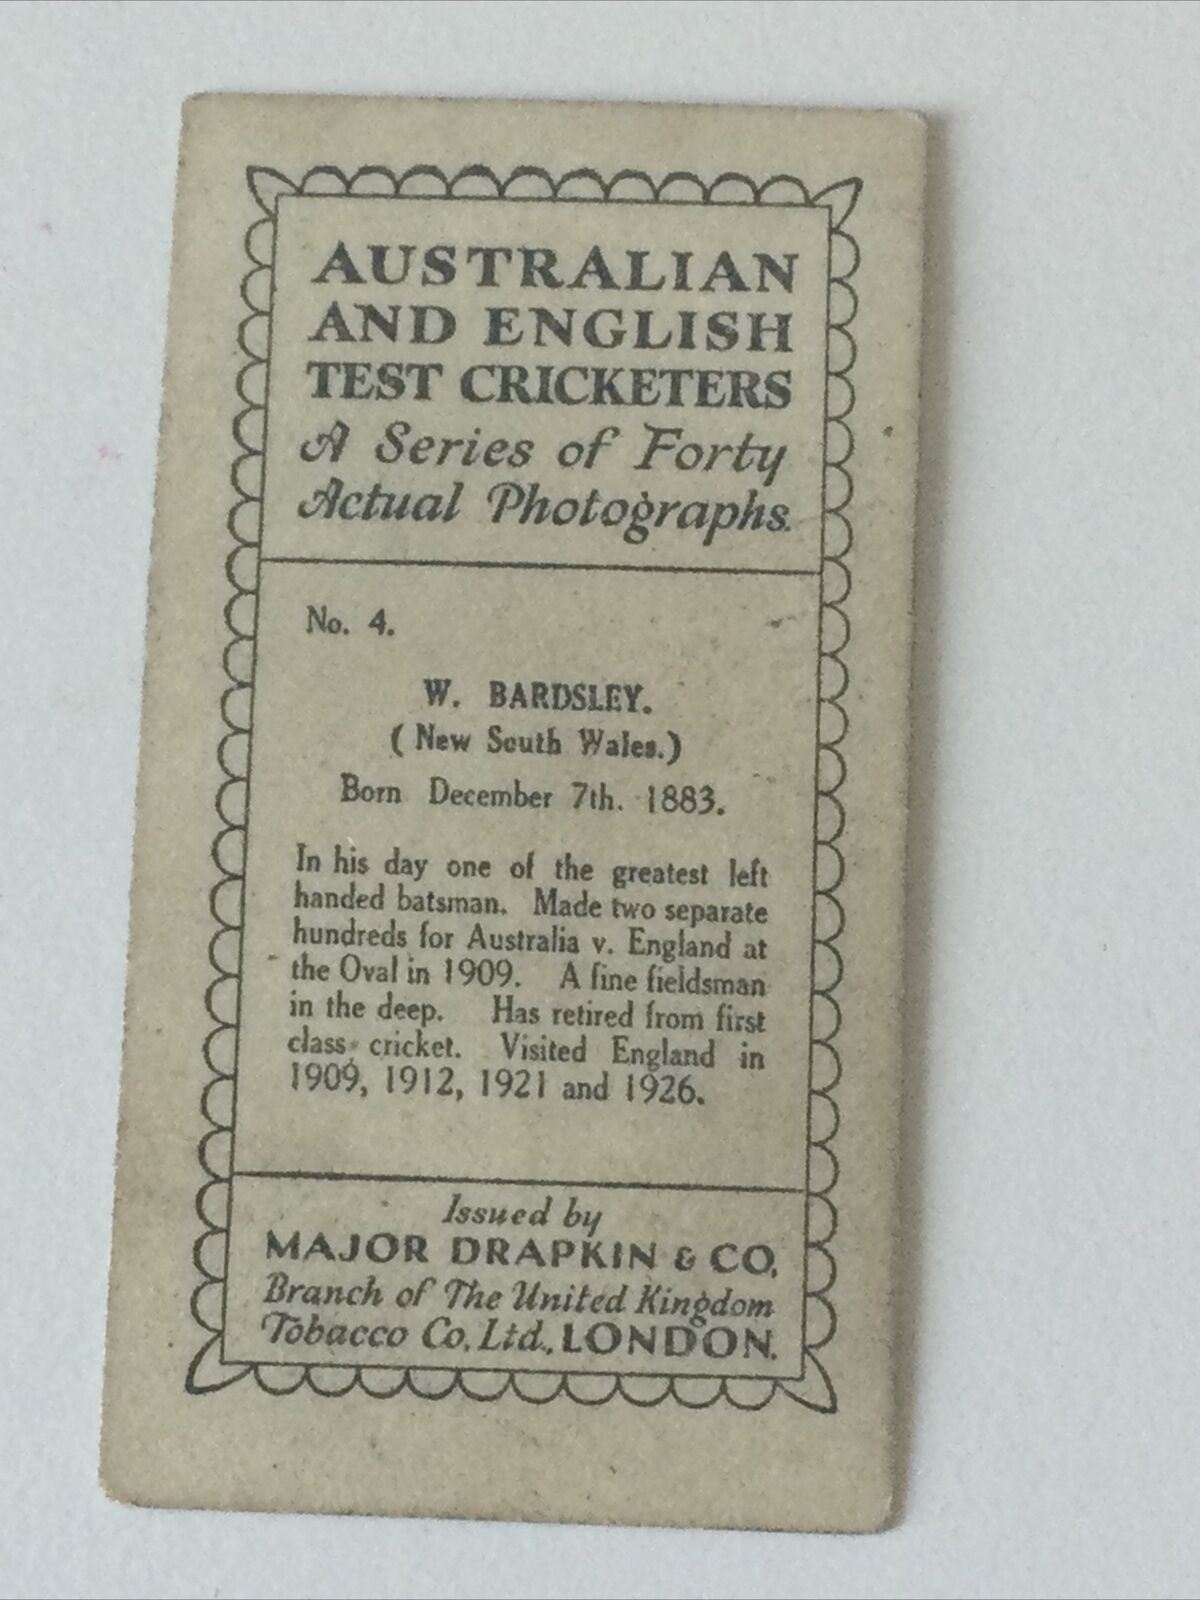 AUSTRALIAN
AND ENGLISH
TEST CRICKETERS
A Series of Forty
Actual Photographs.
No. 4.
W. BARDSLEY.
( New South Wales.)
Born December 7th. 1883.
In his day one of the greatest left
handed batsman. Made two separate
hundreds for Australia v. England at
the Oval in 1909. A fine fieldsman
in the deep. Has retired from first
class cricket. Visited England in
1909, 1912, 1921 and 1926.
Issued by
MAJOR DRAPKIN & CO,
Branch of The United Kingdom
Tobacco Co, Ltd., LONDON.